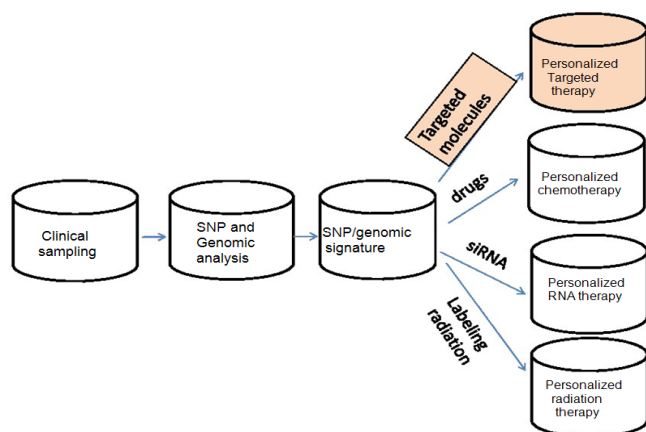 Clinical
sampling
SNP and
Genomic
analysis
SNP/genomic
signature
Targeted
molecules
drugs
siRNA
Labeling
radiation
Personalized
Targeted
therapy
Personalized
chemotherapy
Personalized
RNA therapy
Personalized
radiation
therapy